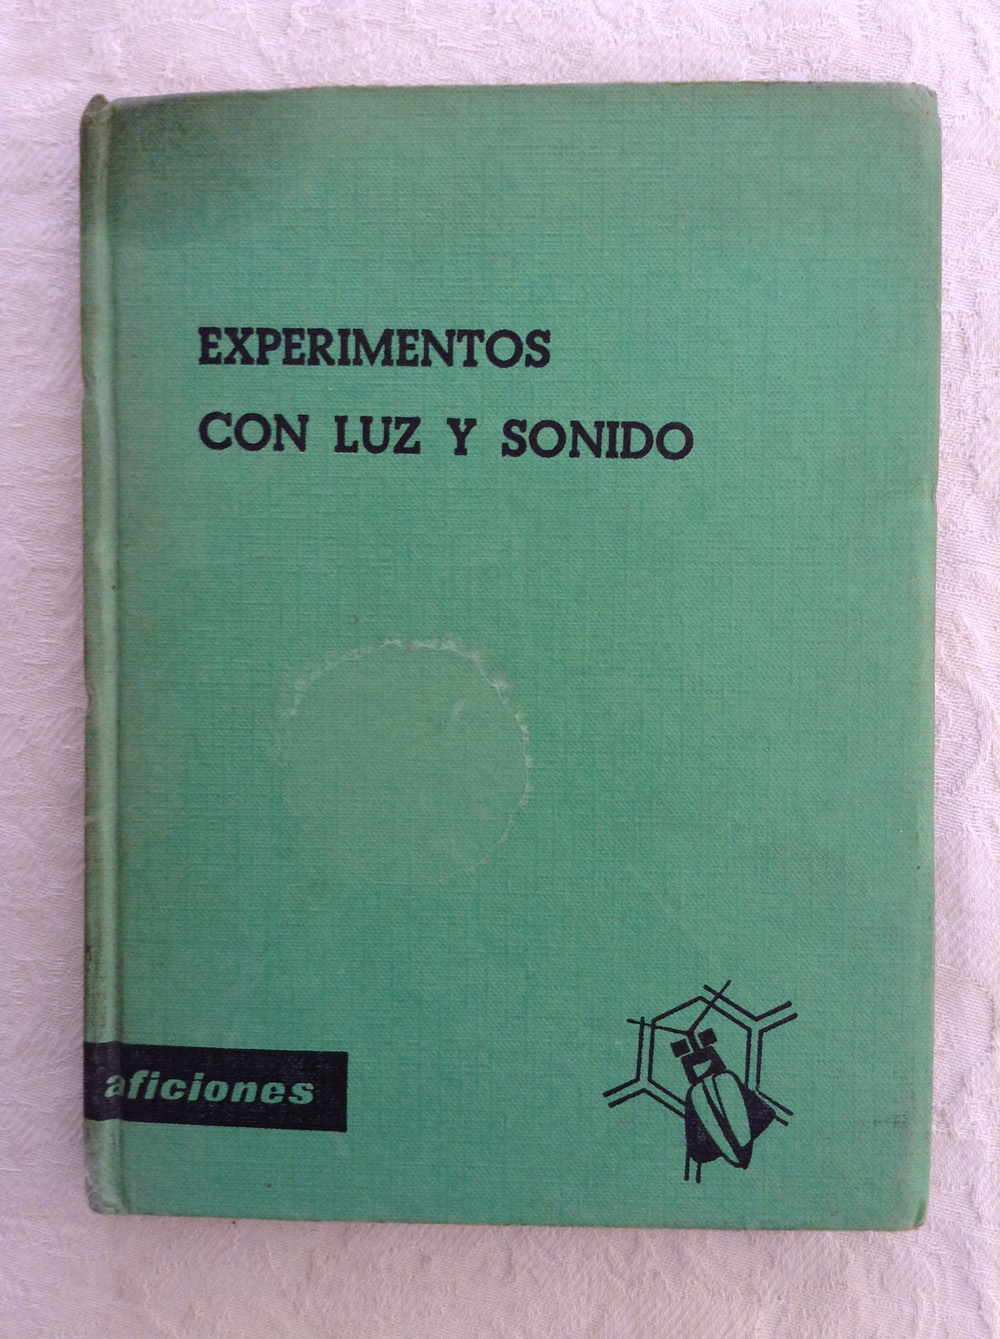 EXPERIMENTOS
CON LUZ Y SONIDO
aficiones